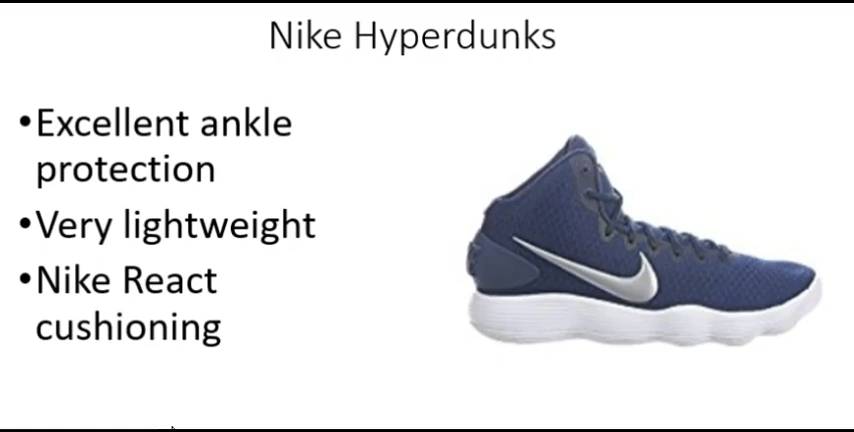 Nike Hyperdunks
•Excellent ankle
protection
•Very lightweight
•Nike React
cushioning